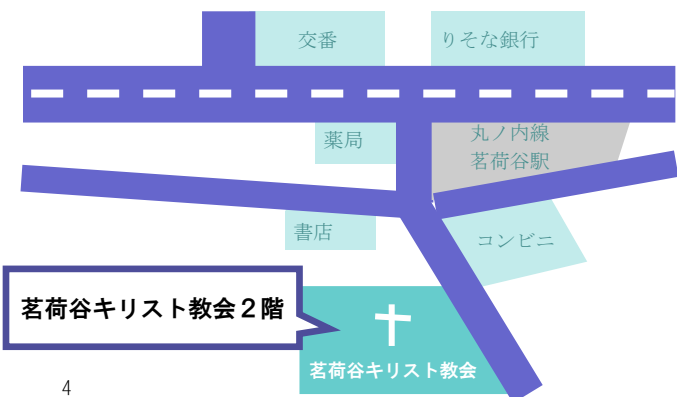 交番
りそな銀行
薬局
丸ノ内線
茗荷谷駅
書店
コンビニ
茗荷谷キリスト教会２階
茗荷谷キリスト教会
4